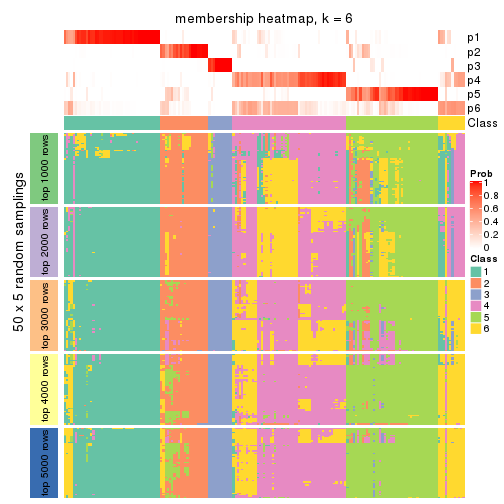 membership heatmap, k = 6
p1
p2
p3
p4
p5
p6
Class
50 x 5 random samplings
top 1000 rows
top 2000 rows
top 3000 rows
top 4000 rows
top 5000 rows
Prob
1
0.8
0.6
0.4
0.2
0
Class
1
2
3
4
5
6